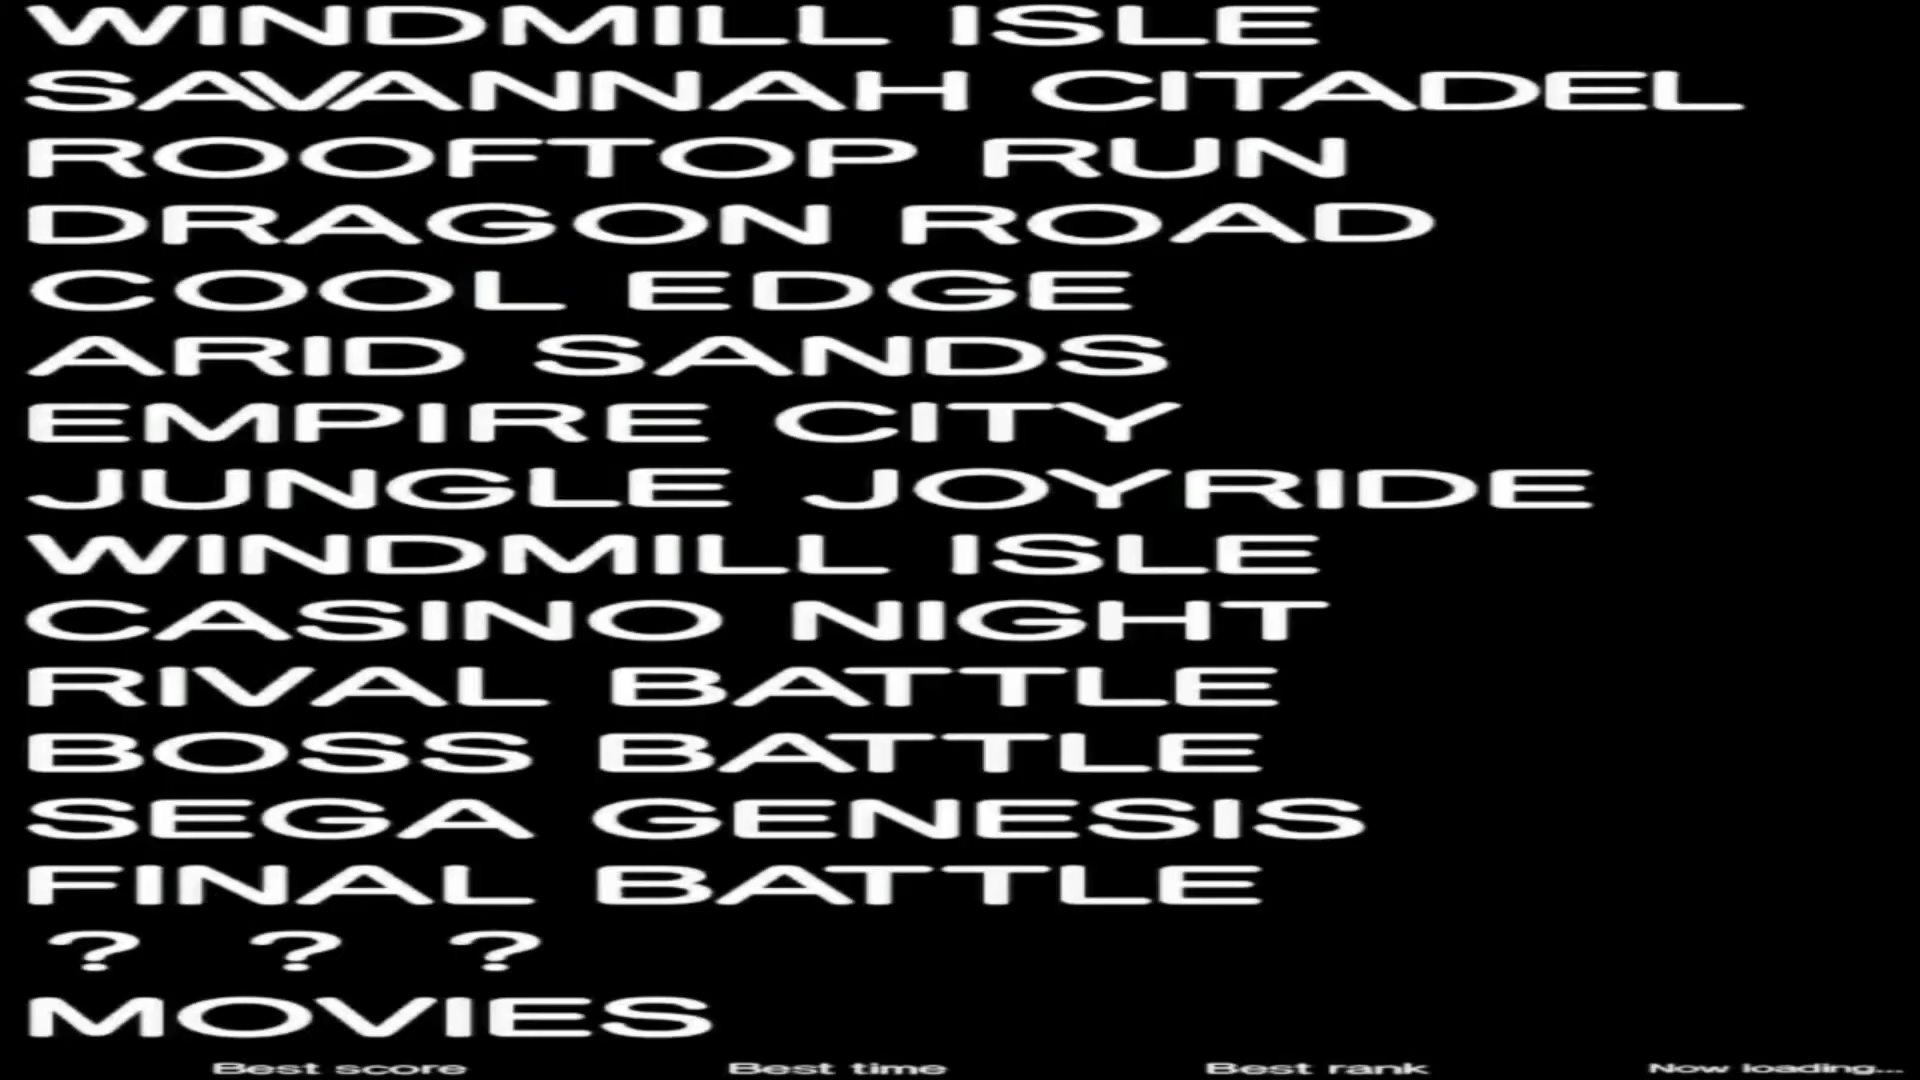 WINDMILL ISLE
SAVANNAH CITADEL
ROOFTOP RUN
DRAGON ROAD
COOL EDGE
ARID SANDS
EMPIRE CITY
JUNGLE JOYRIDE
WINDMILL ISLE
CASINO NIGHT
RIVAL BATTLE
BOSS BATTLE
SEGA GENESIS
FINAL BATTLE
? ? ?
MOVIES
Best score Best time Best rank Now loading...